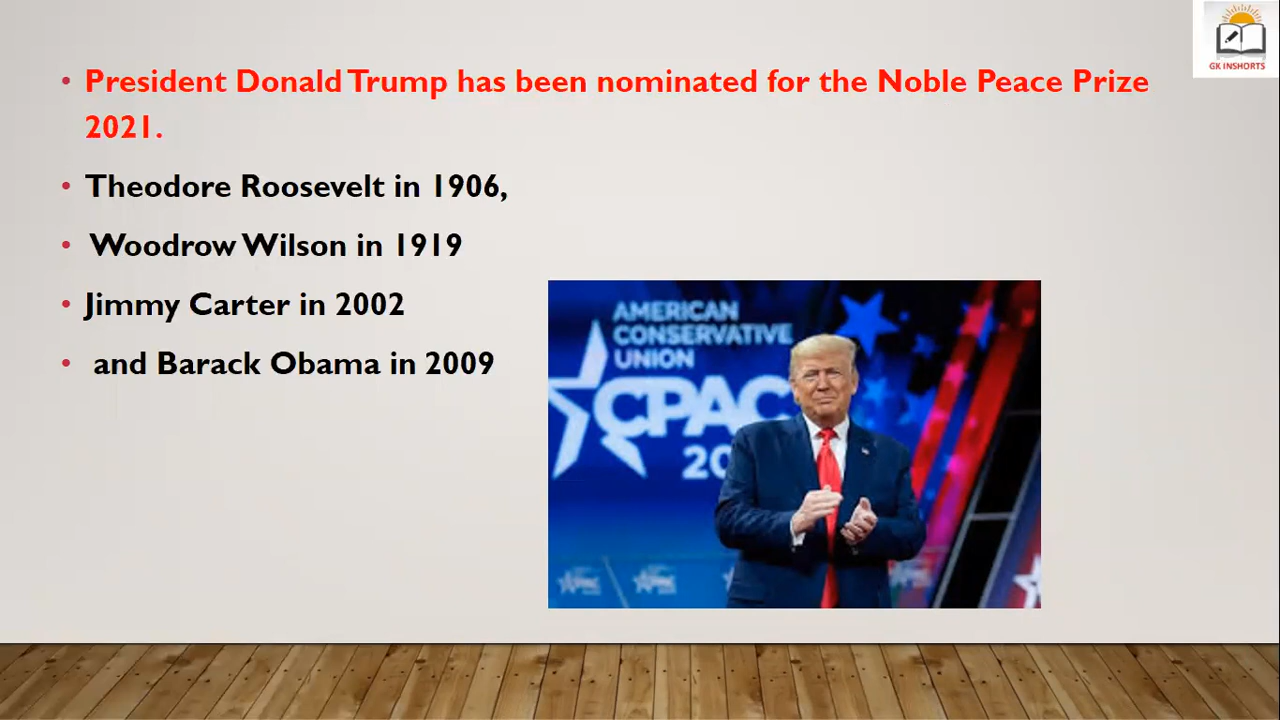 President Donald Trump has been nominated for the Noble Peace Prize
2021.
Theodore Roosevelt in 1906,
Woodrow Wilson in 1919
Jimmy Carter in 2002
and Barack Obama in 2009
GK INSHORTS
AMERICAN
CONSERVATIVE
UNION
CPAC
20
CPAC